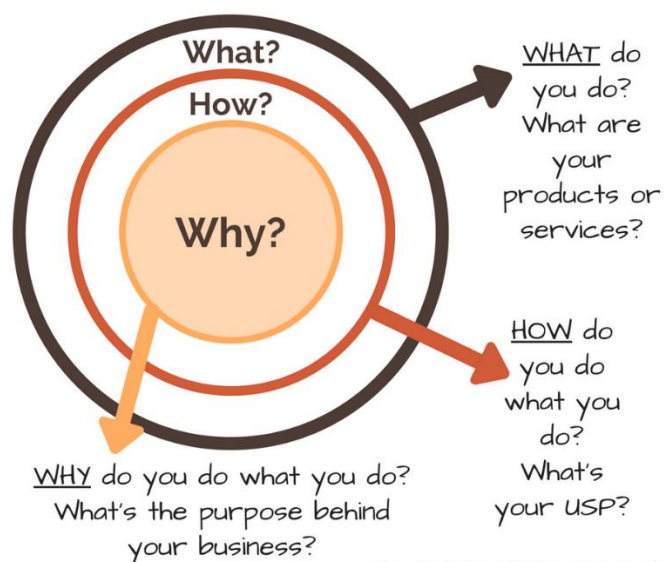 What?
How?
Why?
WHAT do
you do?
What are
your
products or
services?
HOW do
you do
what you
do?
What's
your USP?
WHY do you do what you do?
What's the purpose behind
your business?